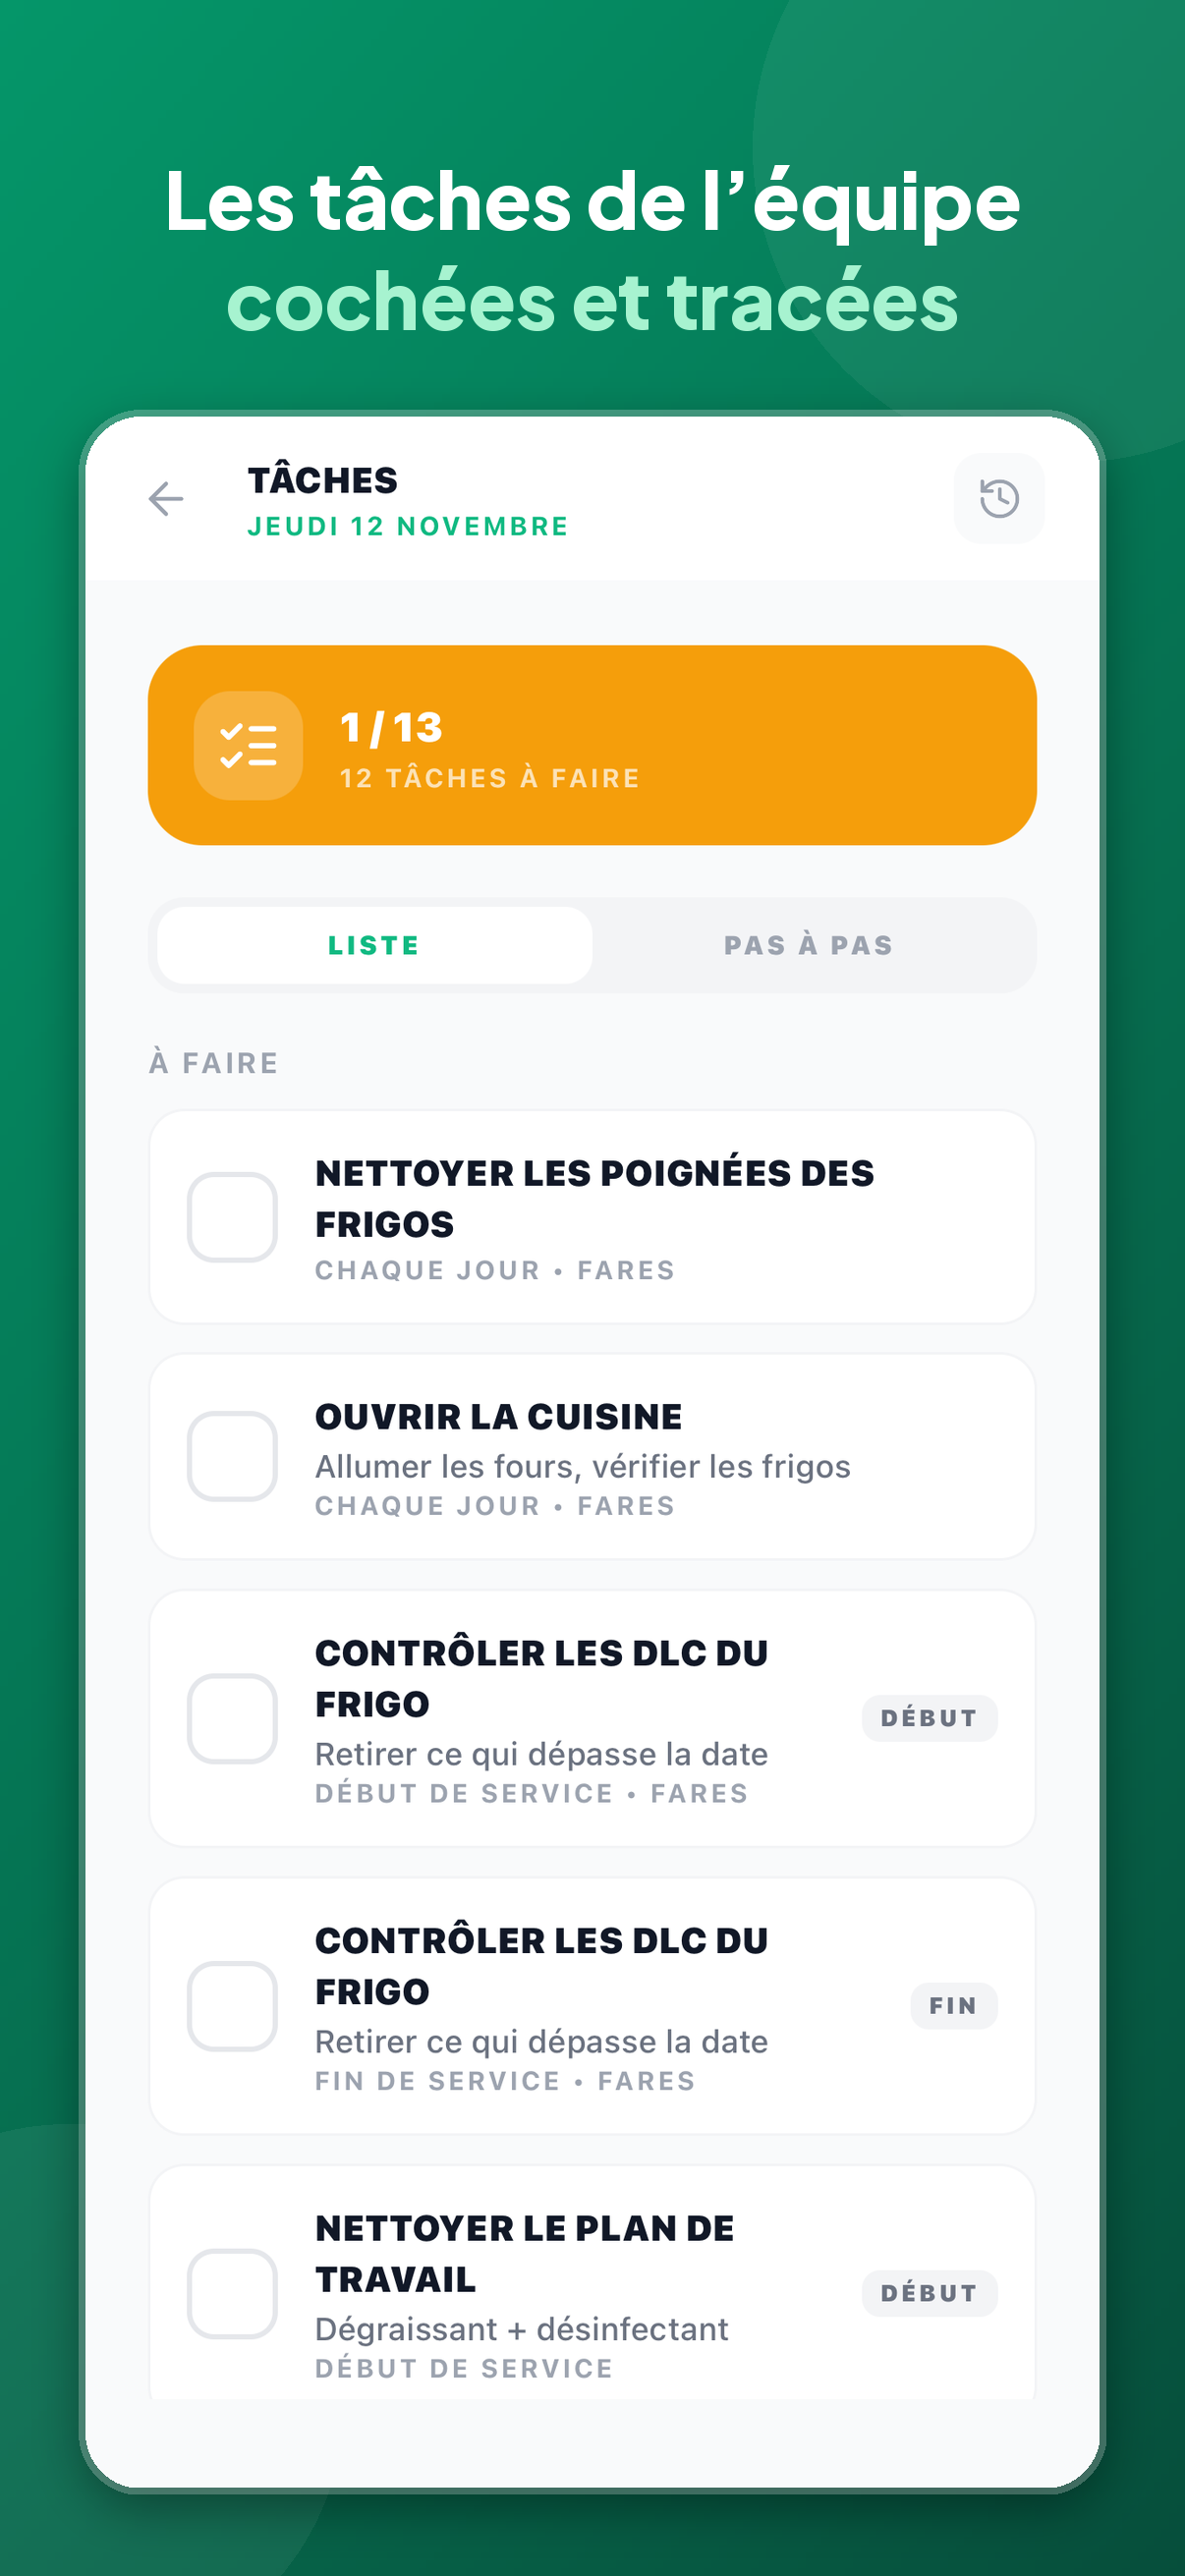 Les tâches de l’équipe
cochées et tracées
TÂCHES
JEUDI 12 NOVEMBRE
1/13
12 TÂCHES À FAIRE
LISTE
PAS À PAS
À FAIRE
NETTOYER LES POIGNÉES DES
FRIGOS
CHAQUE JOUR • FARES
OUVRIR LA CUISINE
Allumer les fours, vérifier les frigos
CHAQUE JOUR • FARES
CONTRÔLER LES DLC DU
FRIGO
Retirer ce qui dépasse la date
DÉBUT DE SERVICE • FARES
DÉBUT
CONTRÔLER LES DLC DU
FRIGO
Retirer ce qui dépasse la date
FIN DE SERVICE • FARES
FIN
NETTOYER LE PLAN DE
TRAVAIL
Dégraissant + désinfectant
DÉBUT DE SERVICE
DÉBUT